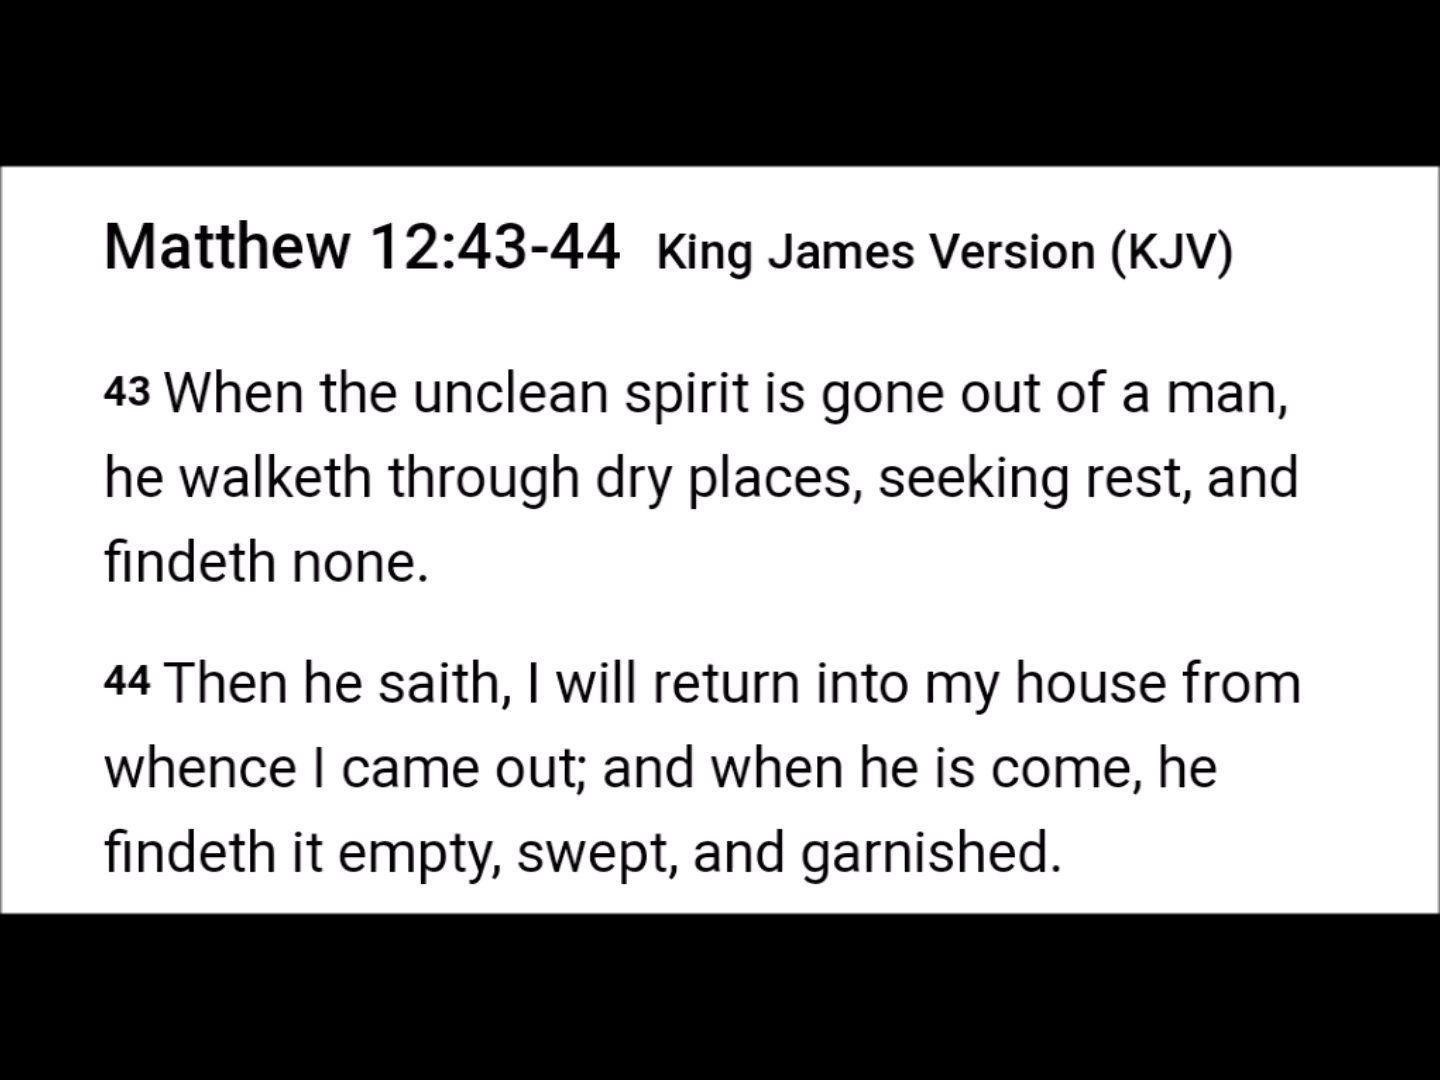 Matthew 12:43-44 King James Version (KJV)
43 When the unclean spirit is gone out of a man,
he walketh through dry places, seeking rest, and
findeth none.
44 Then he saith, I will return into my house from
whence I came out; and when he is come, he
findeth it empty, swept, and garnished.